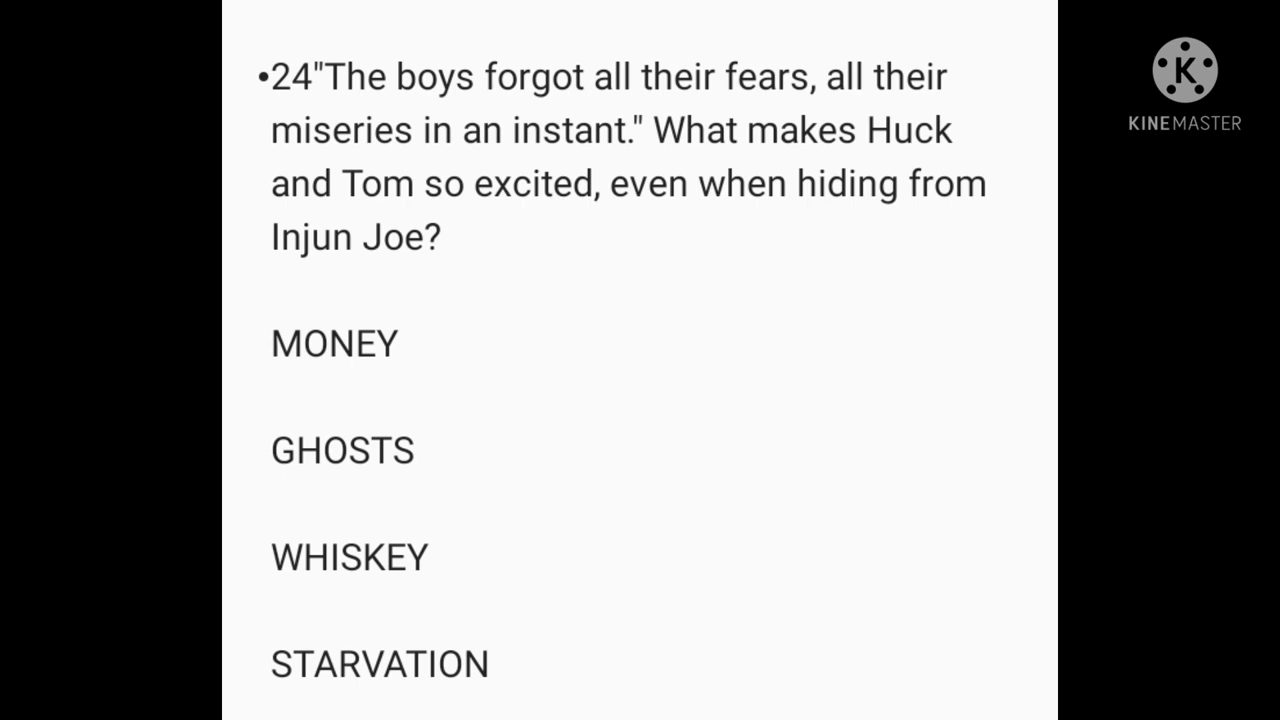 •24"The boys forgot all their fears, all their
miseries in an instant." What makes Huck
and Tom so excited, even when hiding from
Injun Joe?
MONEY
GHOSTS
WHISKEY
STARVATION
K
KINEMASTER